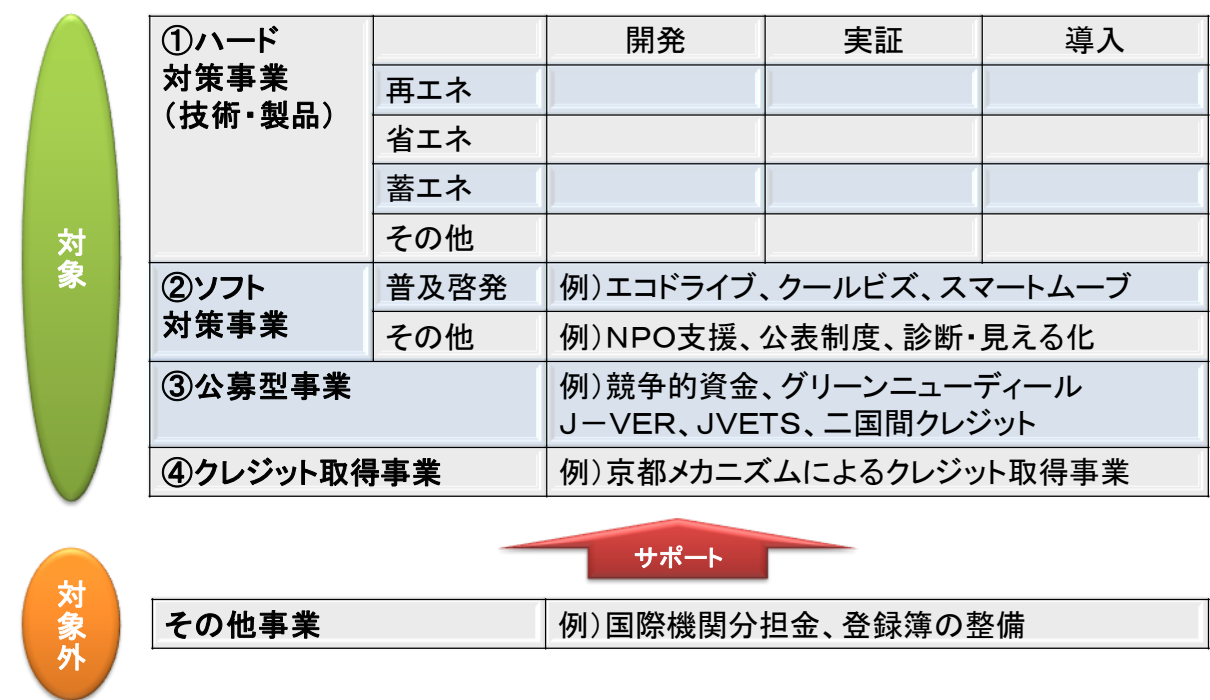 対象
①ハード
対策事業
（技術・製品）
開発 実証 導入
再エネ
省エネ
蓄エネ
その他
②ソフト
対策事業
普及啓発 例）エコドライブ、クールビズ、スマートムーブ
その他 例）NPO支援、公表制度、診断・見える化
③公募型事業 例）競争的資金、グリーンニューディール
J－VER、JVETS、二国間クレジット
④クレジット取得事業 例）京都メカニズムによるクレジット取得事業
サポート
対象外
その他事業 例）国際機関分担金、登録簿の整備